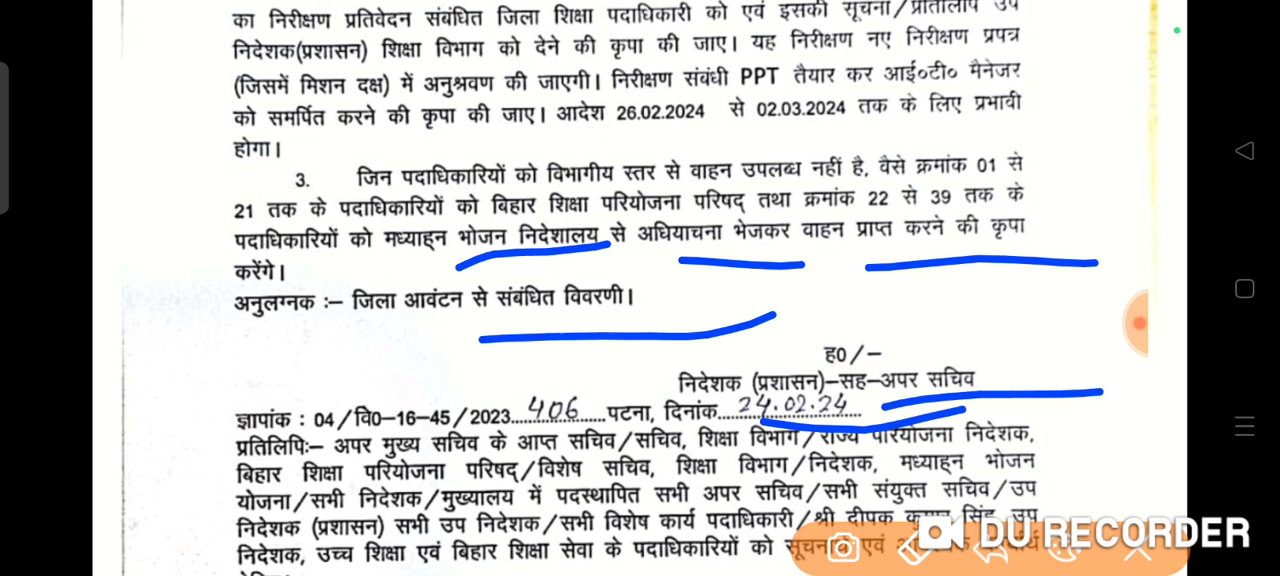 का निरीक्षण प्रतिवेदन संबंधित जिला शिक्षा पदाधिकारी को एवं इसकी सूचना/प्रतिलिपि उप
निदेशक(प्रशासन) शिक्षा विभाग को देने की कृपा की जाए। यह निरीक्षण नए निरीक्षण प्रपत्र
(जिसमें मिशन दक्ष) में अनुश्रवण की जाएगी। निरीक्षण संबंधी PPT तैयार कर आई०टी० मैनेजर
को समर्पित करने की कृपा की जाए। आदेश 26.02.2024 से 02.03.2024 तक के लिए प्रभावी
होगा।
3. जिन पदाधिकारियों को विभागीय स्तर से वाहन उपलब्ध नहीं है, वैसे क्रमांक 01 से
21 तक के पदाधिकारियों को बिहार शिक्षा परियोजना परिषद् तथा क्रमांक 22 से 39 तक के
पदाधिकारियों को मध्याह्न भोजन निदेशालय से अधियाचना भेजकर वाहन प्राप्त करने की कृपा
करेंगे।
अनुलग्नक :– जिला आवंटन से संबंधित विवरणी।
ह0/–
निदेशक (प्रशासन)–सह–अपर सचिव
ज्ञापांक : 04/वि0–16–45/2023...406...पटना, दिनांक...24.02.24...
प्रतिलिपिः– अपर मुख्य सचिव के आप्त सचिव/सचिव, शिक्षा विभाग/राज्य परियोजना निदेशक,
बिहार शिक्षा परियोजना परिषद्/विशेष सचिव, शिक्षा विभाग/निदेशक, मध्याह्न भोजन
योजना/सभी निदेशक/मुख्यालय में पदस्थापित सभी अपर सचिव/सभी संयुक्त सचिव/उप
निदेशक (प्रशासन) सभी उप निदेशक/सभी विशेष कार्य पदाधिकारी/श्री दीपक कुमार सिंह, उप
निदेशक, उच्च शिक्षा एवं बिहार शिक्षा सेवा के पदाधिकारियों को सूचनार्थ एवं
DU RECORDER